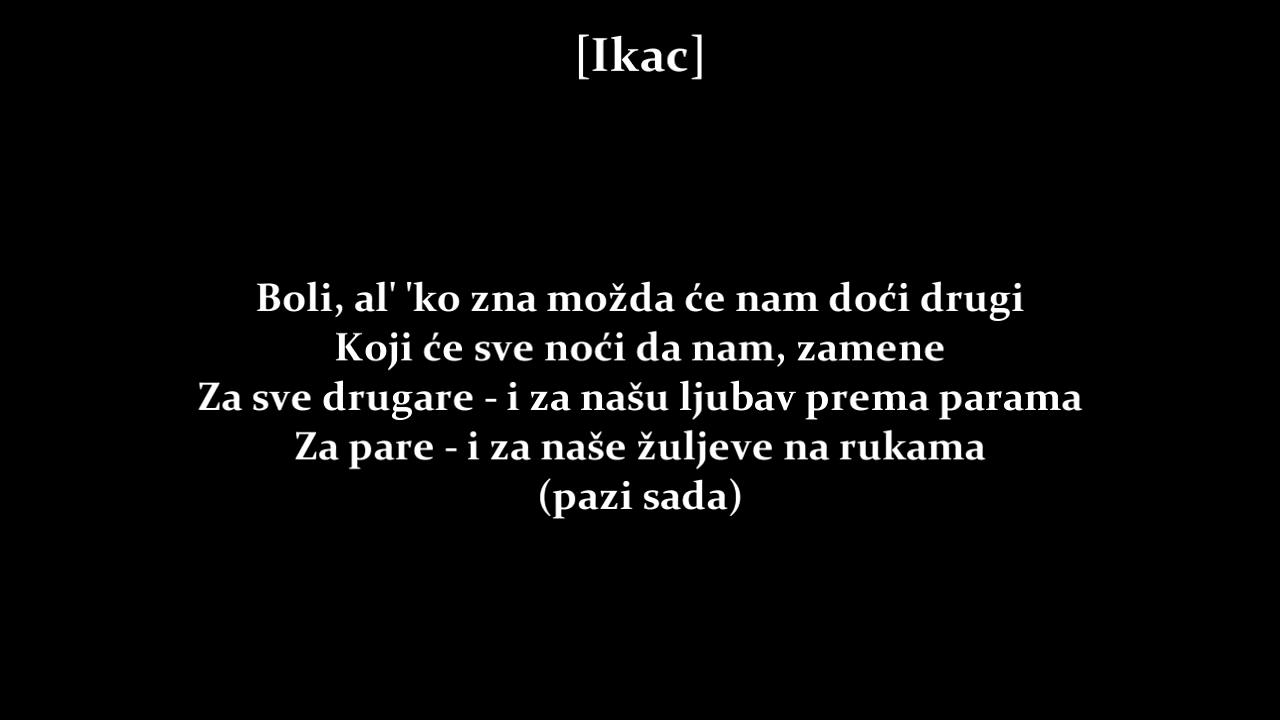 [Ikac]
Boli, al' 'ko zna možda će nam doći drugi
Koji će sve noći da nam, zamene
Za sve drugare - i za našu ljubav prema parama
Za pare - i za naše žuljeve na rukama
(pazi sada)